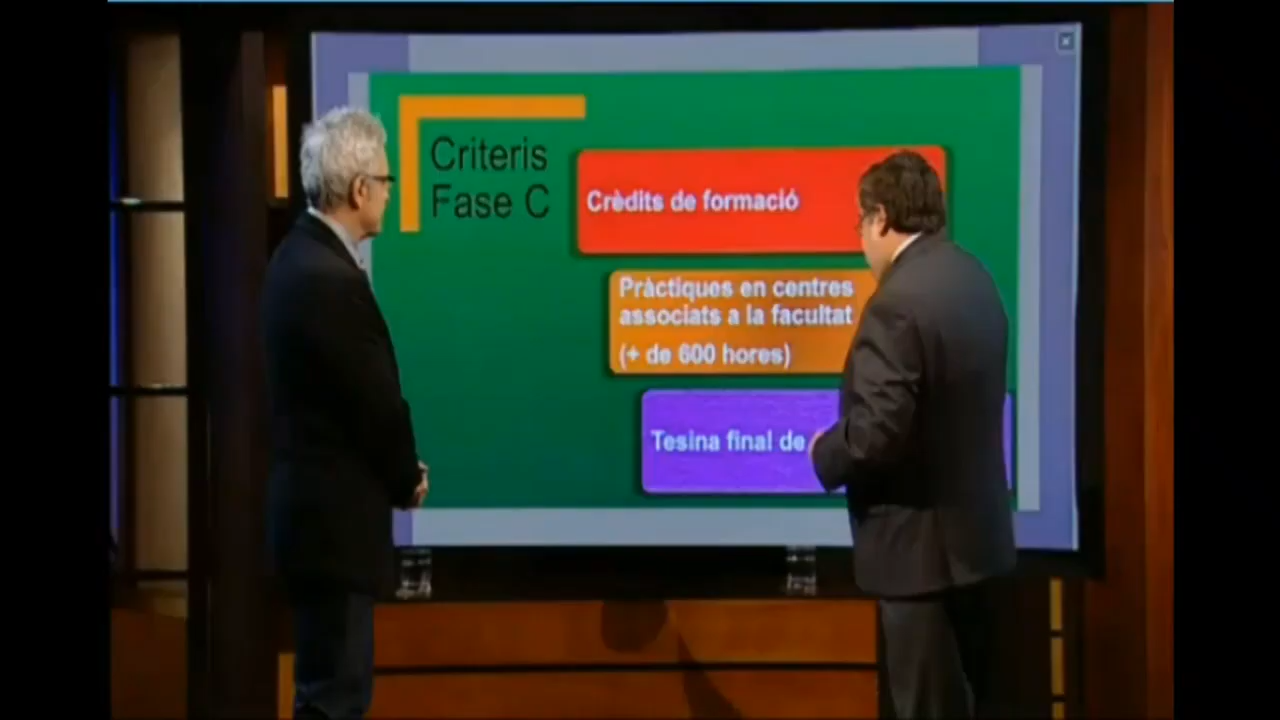 Criteris
Fase C
Crèdits de formació
Pràctiques en centres
associats a la facultat
(+ de 600 hores)
Tesina final de